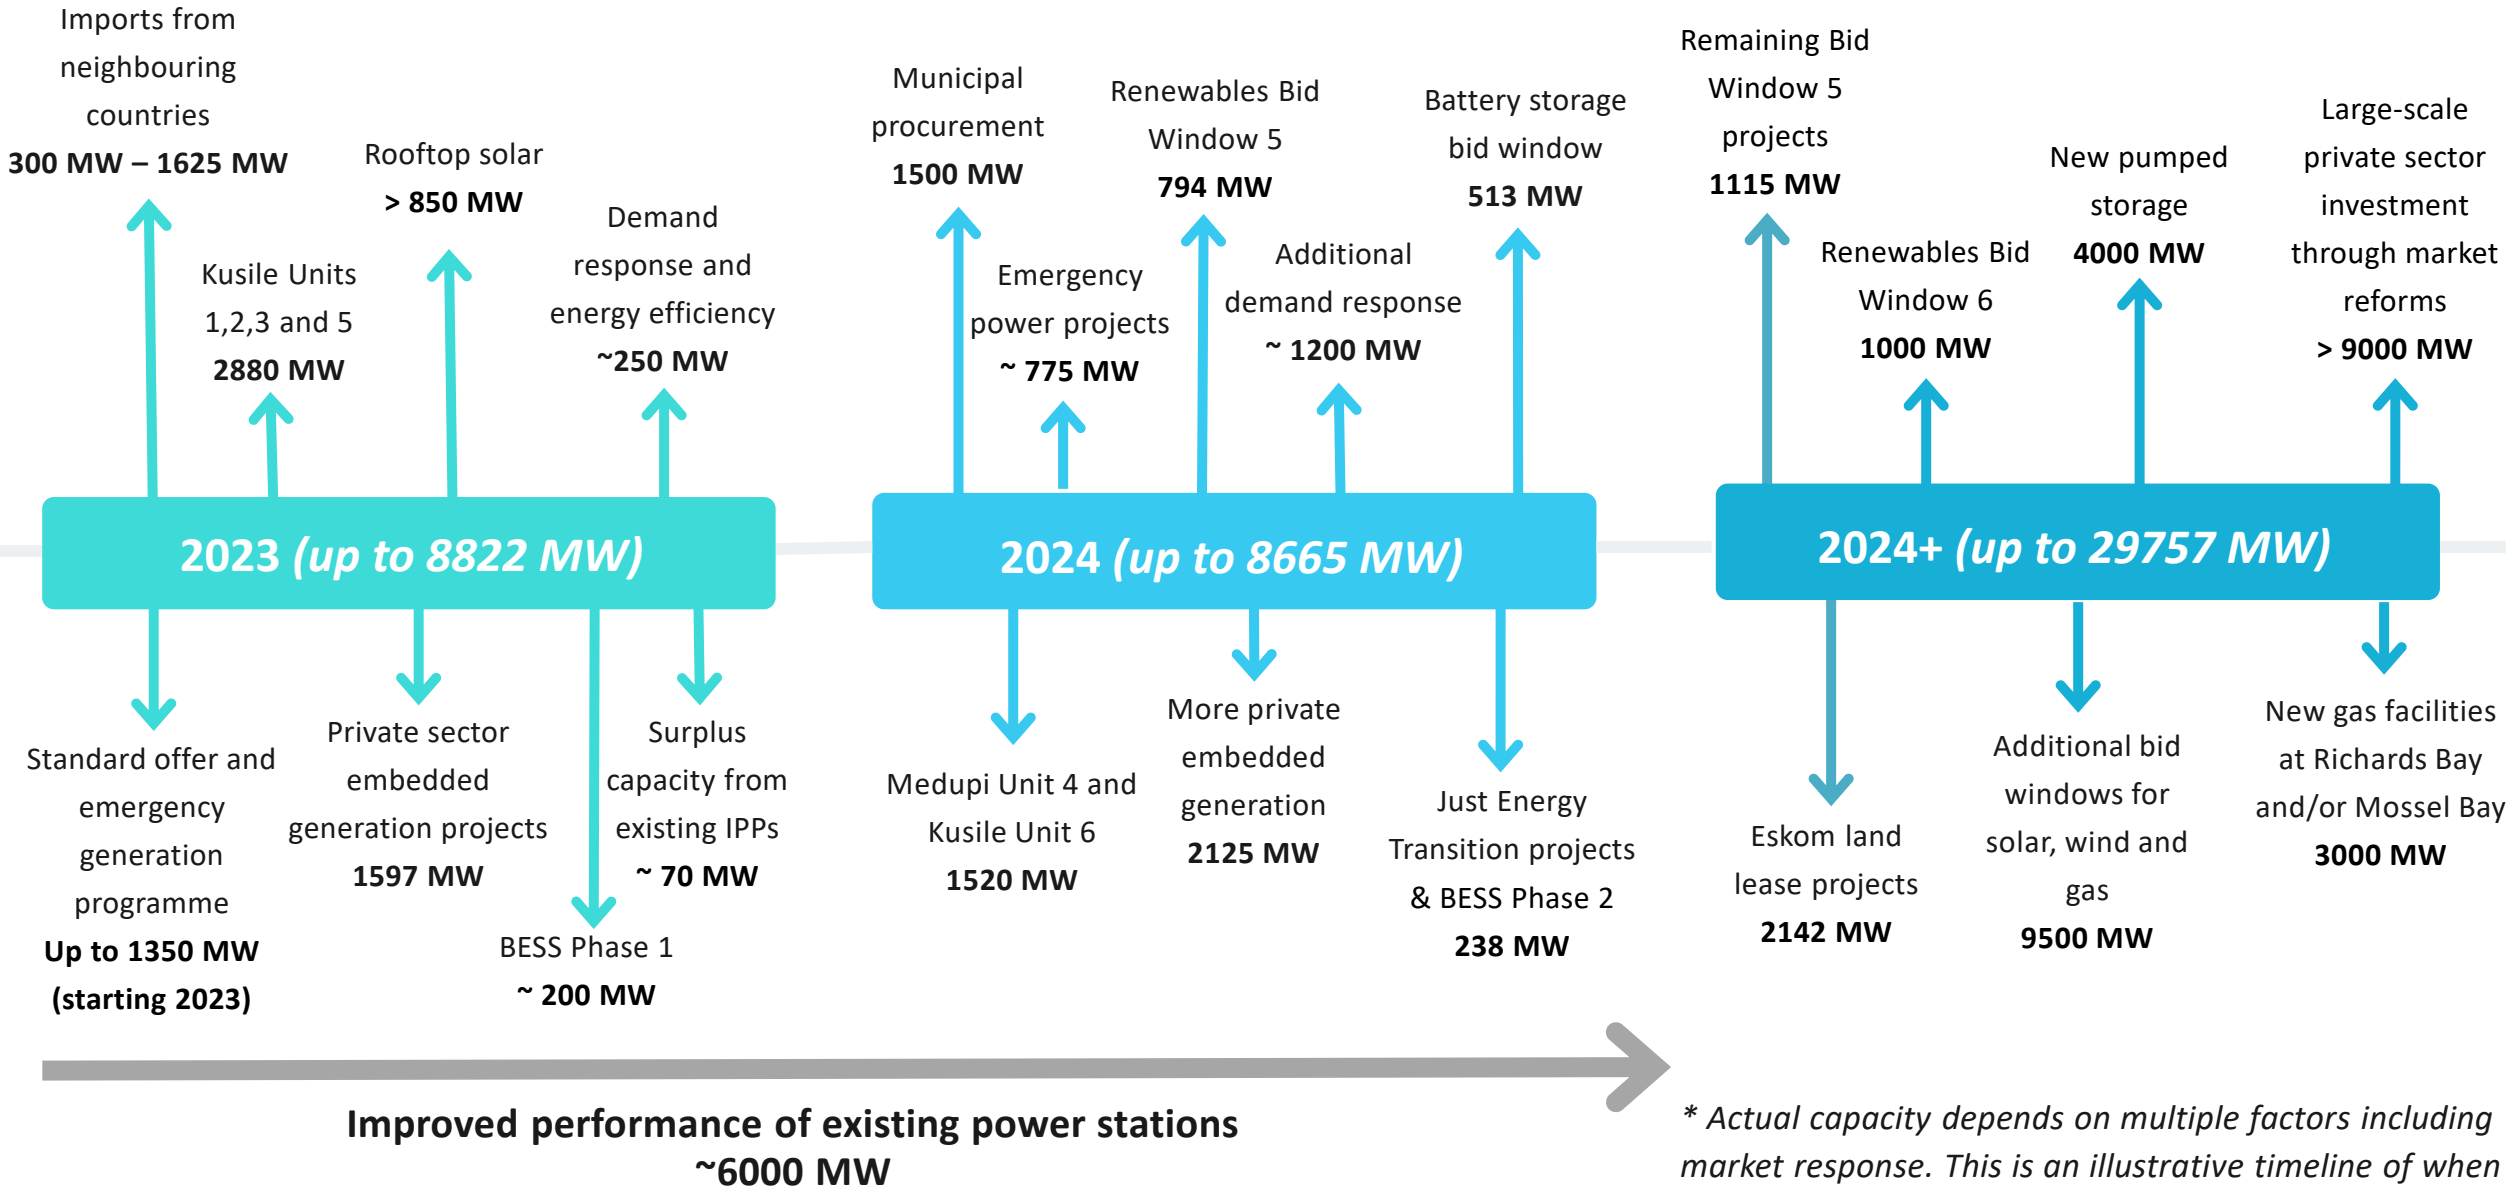 Imports from
neighbouring
countries
300 MW – 1625 MW
Kusile Units
1,2,3 and 5
2880 MW
Rooftop solar
> 850 MW
Demand
response and
energy efficiency
~250 MW
Municipal
procurement
1500 MW
Emergency
power projects
~ 775 MW
Renewables Bid
Window 5
794 MW
Additional
demand response
~ 1200 MW
Battery storage
bid window
513 MW
Remaining Bid
Window 5
projects
1115 MW
Renewables Bid
Window 6
1000 MW
New pumped
storage
4000 MW
Large-scale
private sector
investment
through market
reforms
> 9000 MW
2023 (up to 8822 MW)
2024 (up to 8665 MW)
2024+ (up to 29757 MW)
Standard offer and
emergency
generation
programme
Up to 1350 MW
(starting 2023)
Private sector
embedded
generation projects
1597 MW
BESS Phase 1
~ 200 MW
Surplus
capacity from
existing IPPs
~ 70 MW
Medupi Unit 4 and
Kusile Unit 6
1520 MW
More private
embedded
generation
2125 MW
Just Energy
Transition projects
& BESS Phase 2
238 MW
Eskom land
lease projects
2142 MW
Additional bid
windows for
solar, wind and
gas
9500 MW
New gas facilities
at Richards Bay
and/or Mossel Bay
3000 MW
Improved performance of existing power stations
~6000 MW
* Actual capacity depends on multiple factors including
market response. This is an illustrative timeline of when